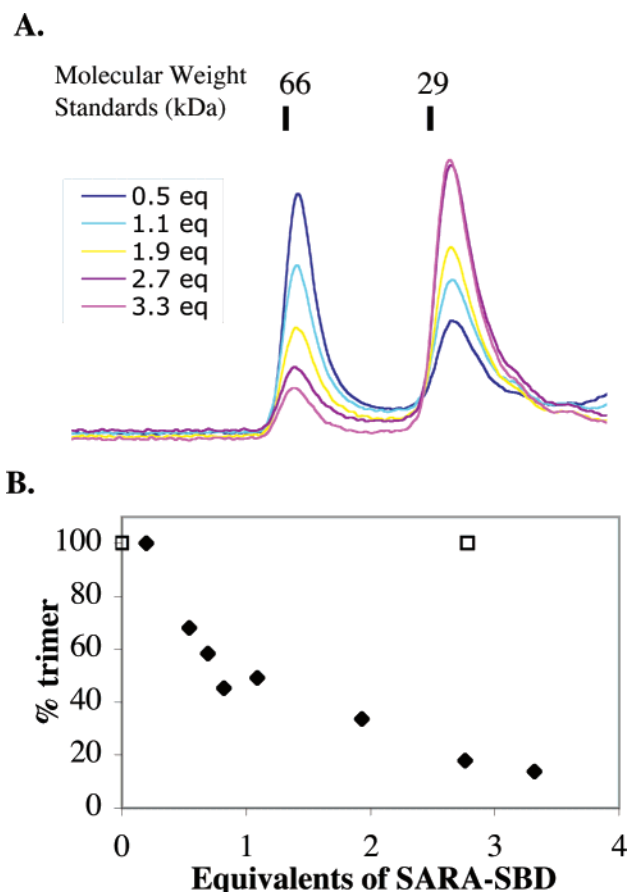 A.
Molecular Weight
Standards (kDa)
66
29
0.5 eq
1.1 eq
1.9 eq
2.7 eq
3.3 eq
B.
% trimer
100
80
60
40
20
0
0 1 2 3 4
Equivalents of SARA-SBD